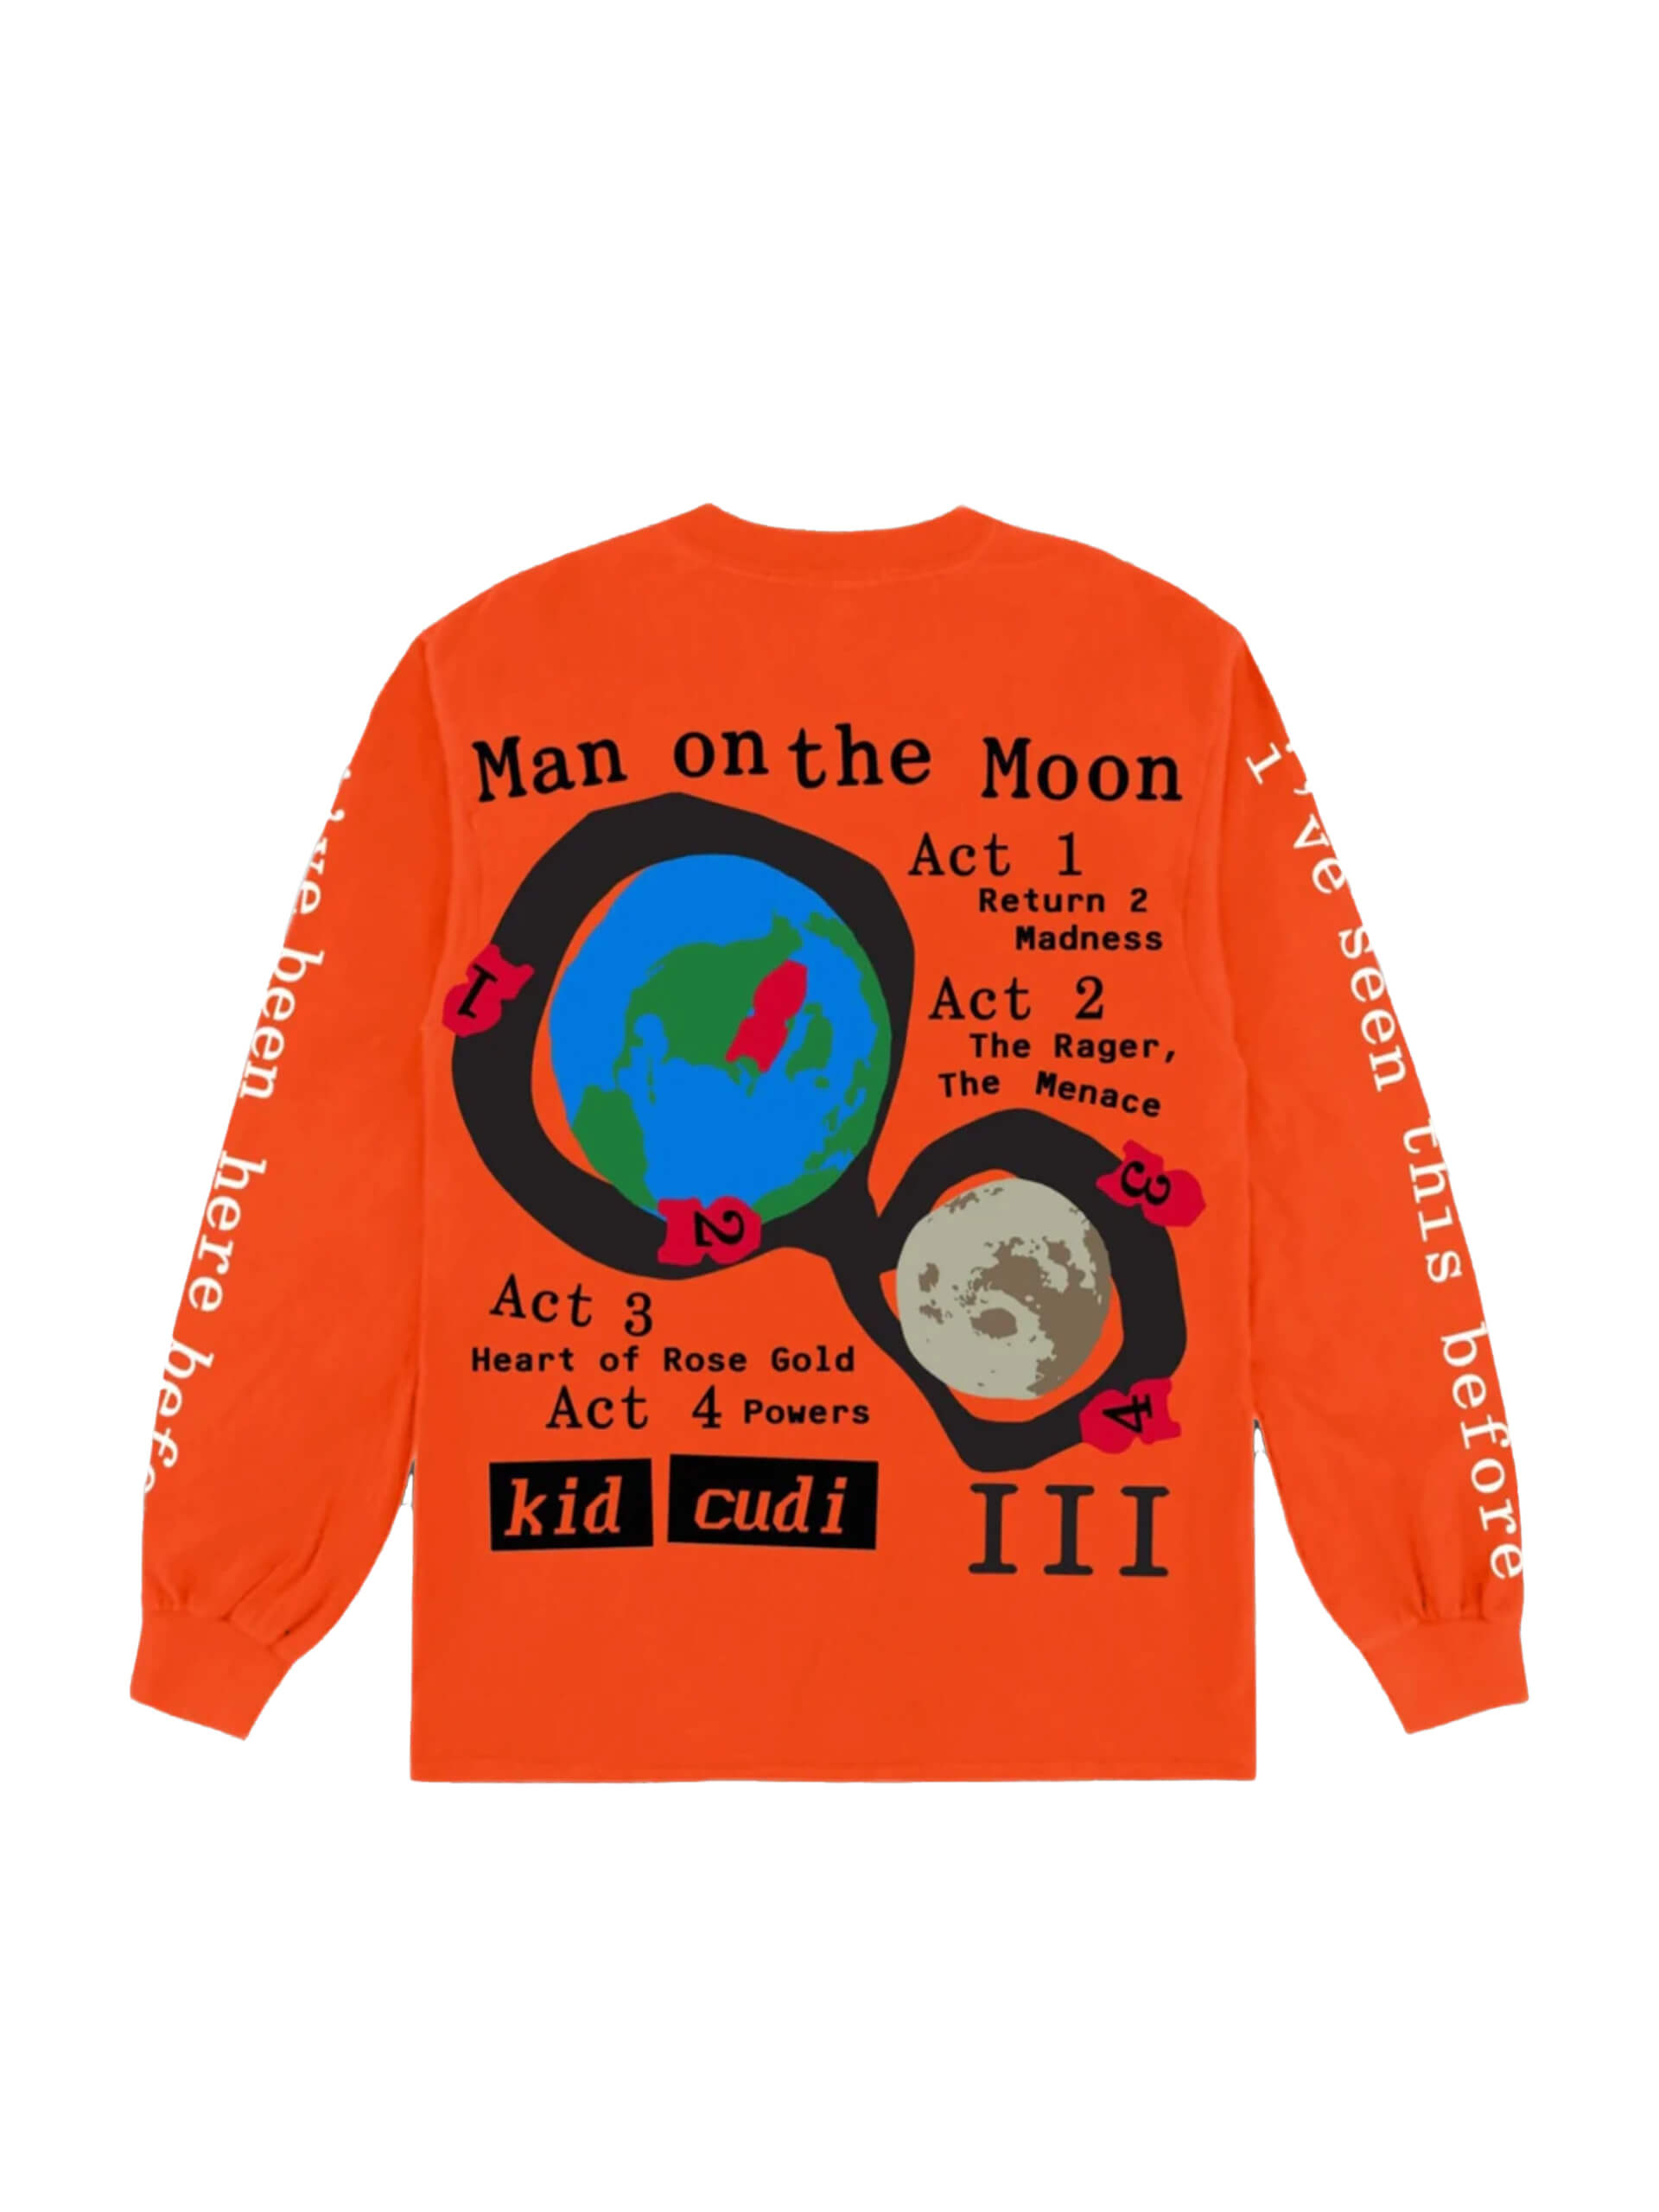 Man on the Moon
Act 1
Return 2
Madness
Act 2
The Rager,
The Menace
1
2
3
4
Act 3
Heart of Rose Gold
Act 4 Powers
kid cudi
III
i've been here
i've seen this before